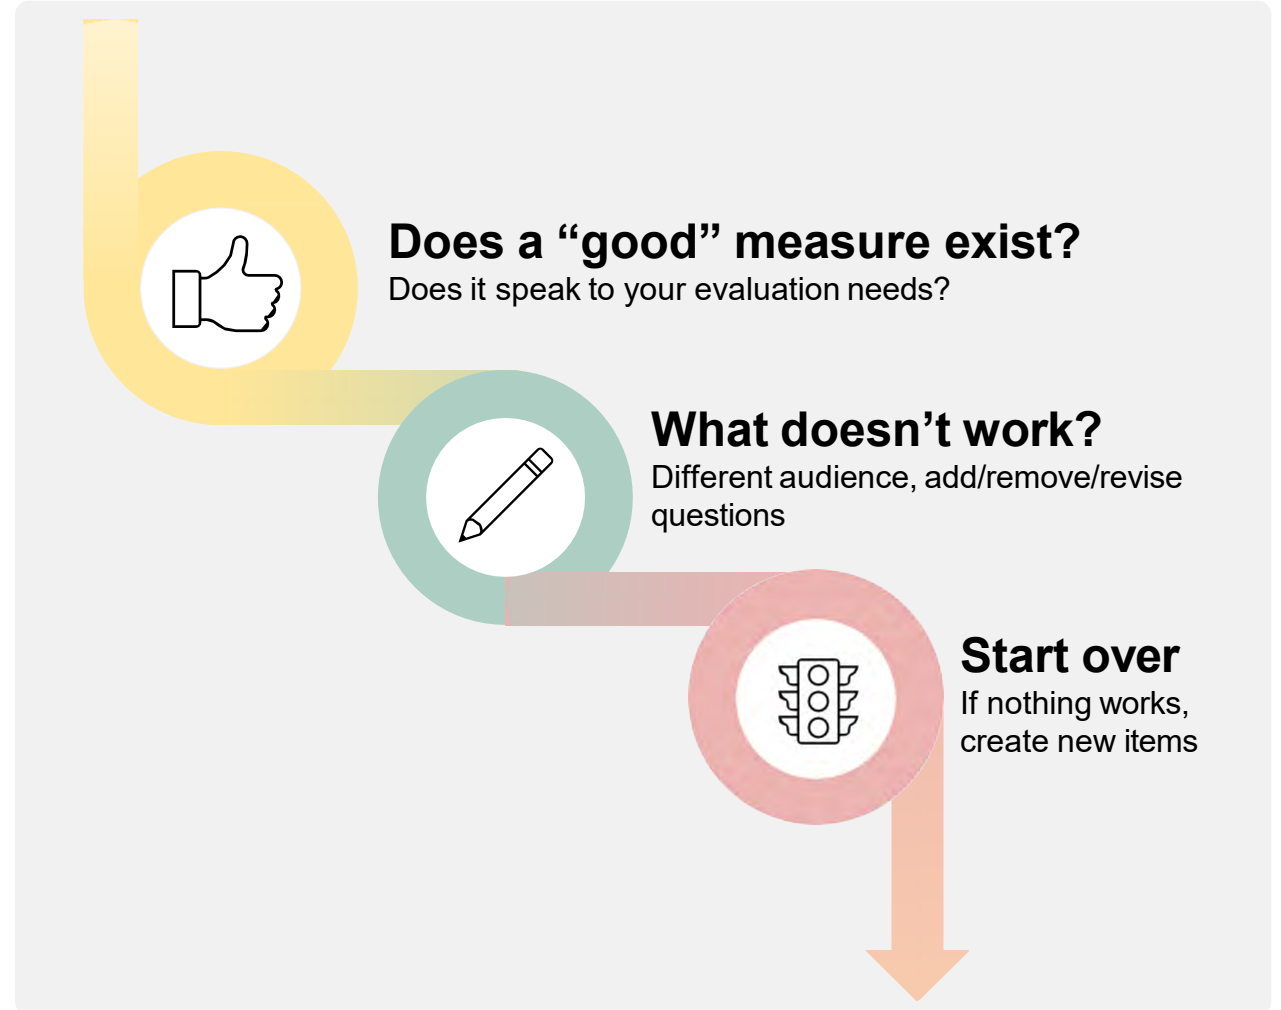 Does a “good” measure exist?
Does it speak to your evaluation needs?
What doesn’t work?
Different audience, add/remove/revise
questions
Start over
If nothing works,
create new items